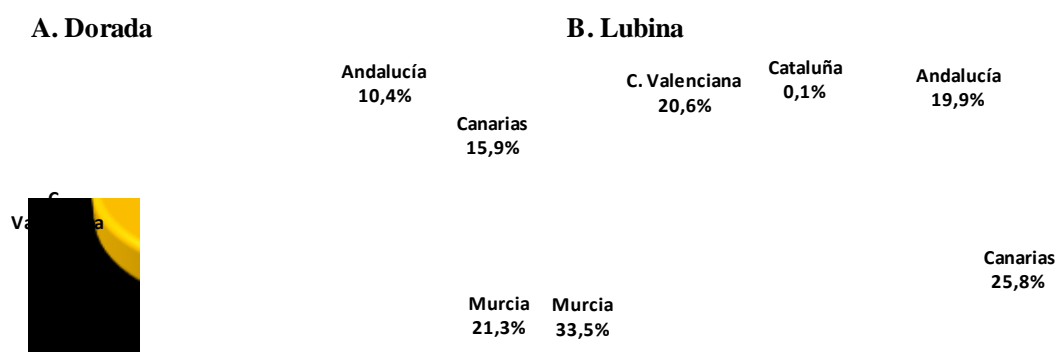 A. Dorada
B. Lubina
Andalucía
10,4%
Canarias
15,9%
Murcia
21,3%
C. Valenciana
20,6%
Cataluña
0,1%
Andalucía
19,9%
Canarias
25,8%
Murcia
33,5%